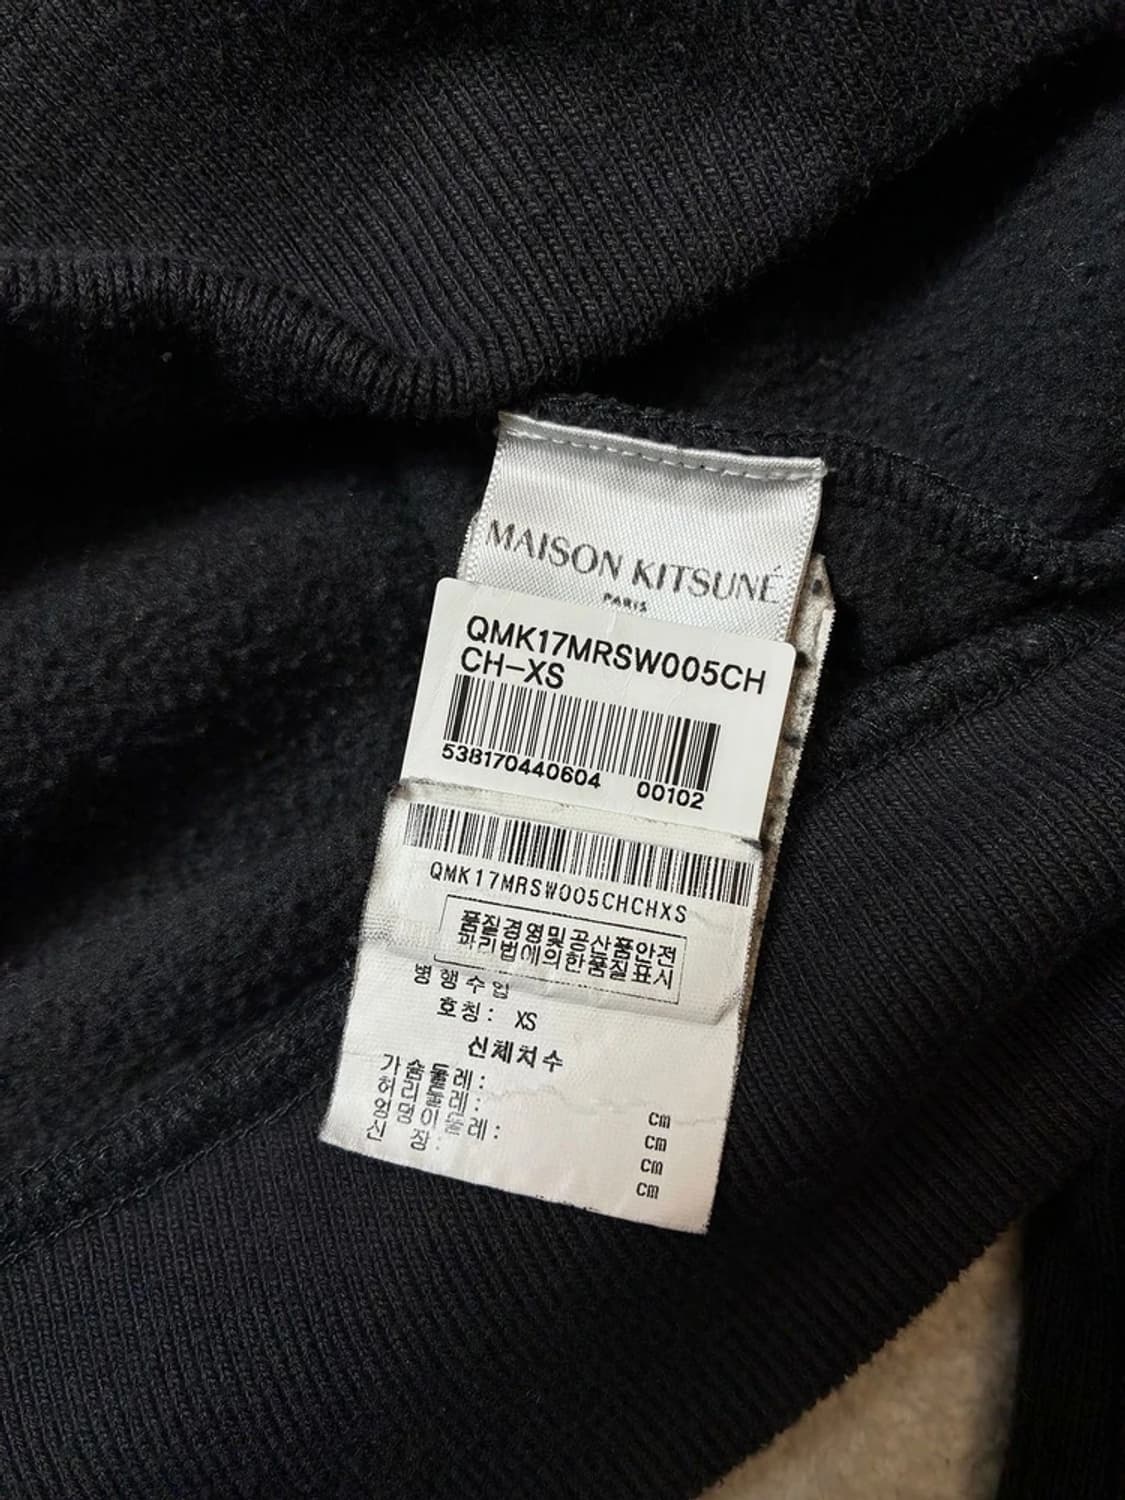 MAISON KITSUNÉ
PARIS
QMK17MRSW005CH
CH-XS
538170440604 00102
QMK17MRSW005CHCHXS
품질경영및공산품안전
관리법에의한품질표시
병행수입
호칭: XS
신체치수
가슴둘레: cm
허리둘레: cm
엉덩이둘레: cm
신 장: cm